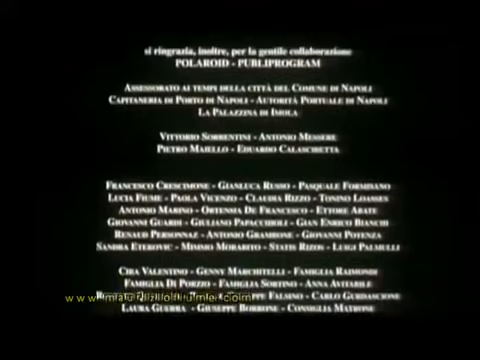 si ringrazia, inoltre, per la gentile collaborazione
POLAROID - PUBLIPROGRAM
ASSESSORATO AI TEMPI DELLA CITTÀ DEL COMUNE DI NAPOLI
CAPITANERIA DI PORTO DI NAPOLI - AUTORITÀ PORTUALE DI NAPOLI
LA PALAZZINA DI IMOLA
VITTORIO SORRENTINI - ANTONIO MESSERE
PIETRO MAIELLO - EDUARDO CALASCHETTA
FRANCESCO CRESCIMONE - GIANLUCA RUSSO - PASQUALE FORMISANO
LUCIA FIUME - PAOLA VICENZO - CLAUDIA RIZZO - TONINO LOASSES
ANTONIO MARINO - ORTENSIA DE FRANCESCO - ETTORE ABATE
GIOVANNI GUARDI - GIULIANO PAPACCIOLI - GIAN ENRICO BIANCHI
RENAUD PERSONNAZ - ANTONIO GRAMBONE - GIOVANNI POTENZA
SANDRA ETEROVIC - MIMMO MORABITO - STATIS RIZOS - LUIGI PALMULLI
CIRA VALENTINO - GENNY MARCHITELLI - FAMIGLIA RAIMONDI
FAMIGLIA DI PORZIO - FAMIGLIA SORTINO - ANNA AVITABILE
FALSINO - CARLO GURDASCIONE
LAURA GUERRA - GIUSEPPE BORRONE - CONSIGLIA MATRONE